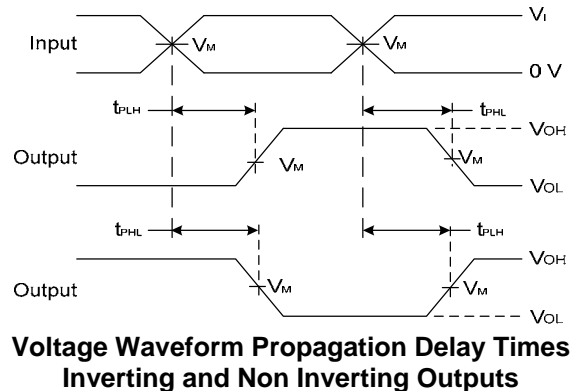 VI
Input
VM
VM
0 V
tPLH
tPHL
VOH
Output
VM
VM
VOL
tPHL
tPLH
VOH
Output
VM
VM
VOL
Voltage Waveform Propagation Delay Times
Inverting and Non Inverting Outputs